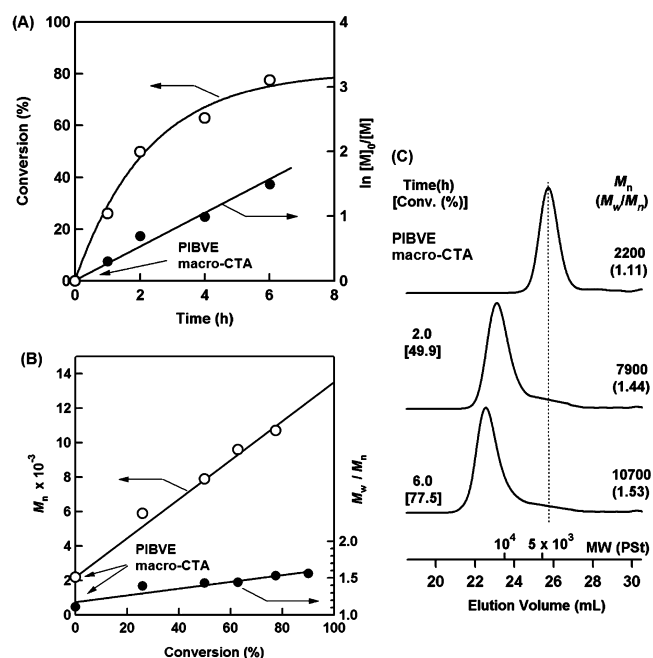 (A)
100
80
60
40
20
0
Conversion (%)
4
3
2
1
0
ln [M]₀/[M]
PIBVE
macro-CTA
0 2 4 6 8
Time (h)
(B)
14
12
10
8
6
4
2
0
Mn x 10⁻³
Mw / Mn
2.0
1.5
1.0
PIBVE
macro-CTA
0 20 40 60 80 100
Conversion (%)
(C)
Time(h)
[Conv. (%)]
Mn
(Mw/Mn)
PIBVE
macro-CTA
2200
(1.11)
2.0
[49.9]
7900
(1.44)
6.0
[77.5]
10700
(1.53)
10⁴ 5 x 10³ MW (PSt)
20 22 24 26 28 30
Elution Volume (mL)